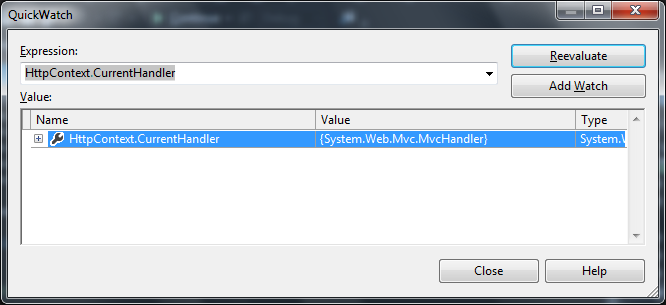 QuickWatch
Expression:
HttpContext.CurrentHandler
Reevaluate
Add Watch
Value:
Name Value Type
HttpContext.CurrentHandler {System.Web.Mvc.MvcHandler} System.W
Close Help